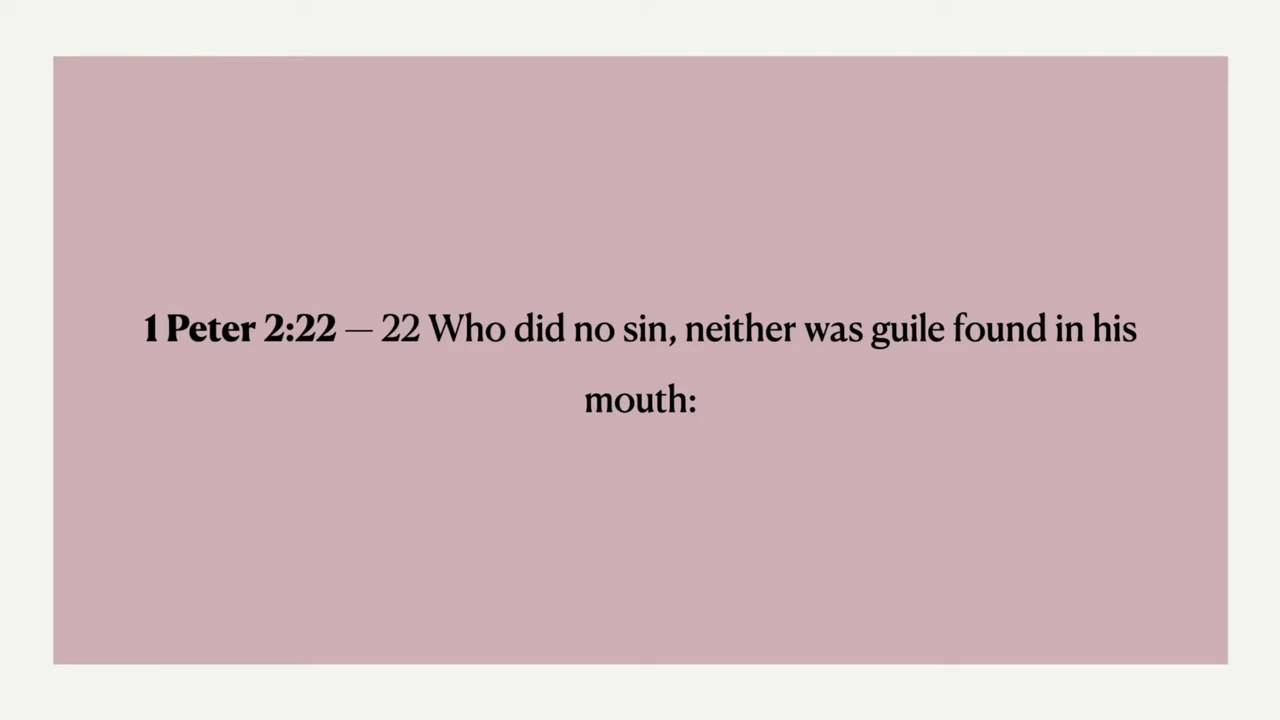 1 Peter 2:22 — 22 Who did no sin, neither was guile found in his
mouth: